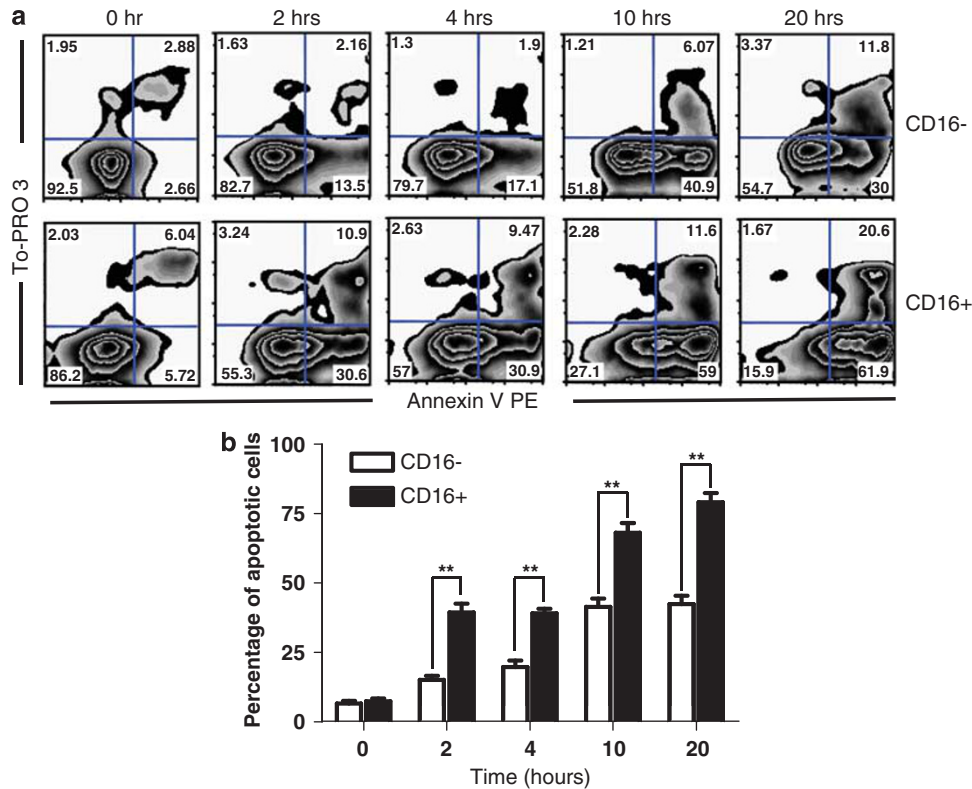 a
0 hr 2 hrs 4 hrs 10 hrs 20 hrs
1.95 2.88 1.63 2.16 1.3 1.9 1.21 6.07 3.37 11.8
CD16-
92.5 2.66 82.7 13.5 79.7 17.1 51.8 40.9 54.7 30
To-PRO 3
2.03 6.04 3.24 10.9 2.63 9.47 2.28 11.6 1.67 20.6
CD16+
86.2 5.72 55.3 30.6 57 30.9 27.1 59 15.9 61.9
Annexin V PE
b
Percentage of apoptotic cells
100
75
50
25
0
CD16-
CD16+
** ** ** **
0 2 4 10 20
Time (hours)